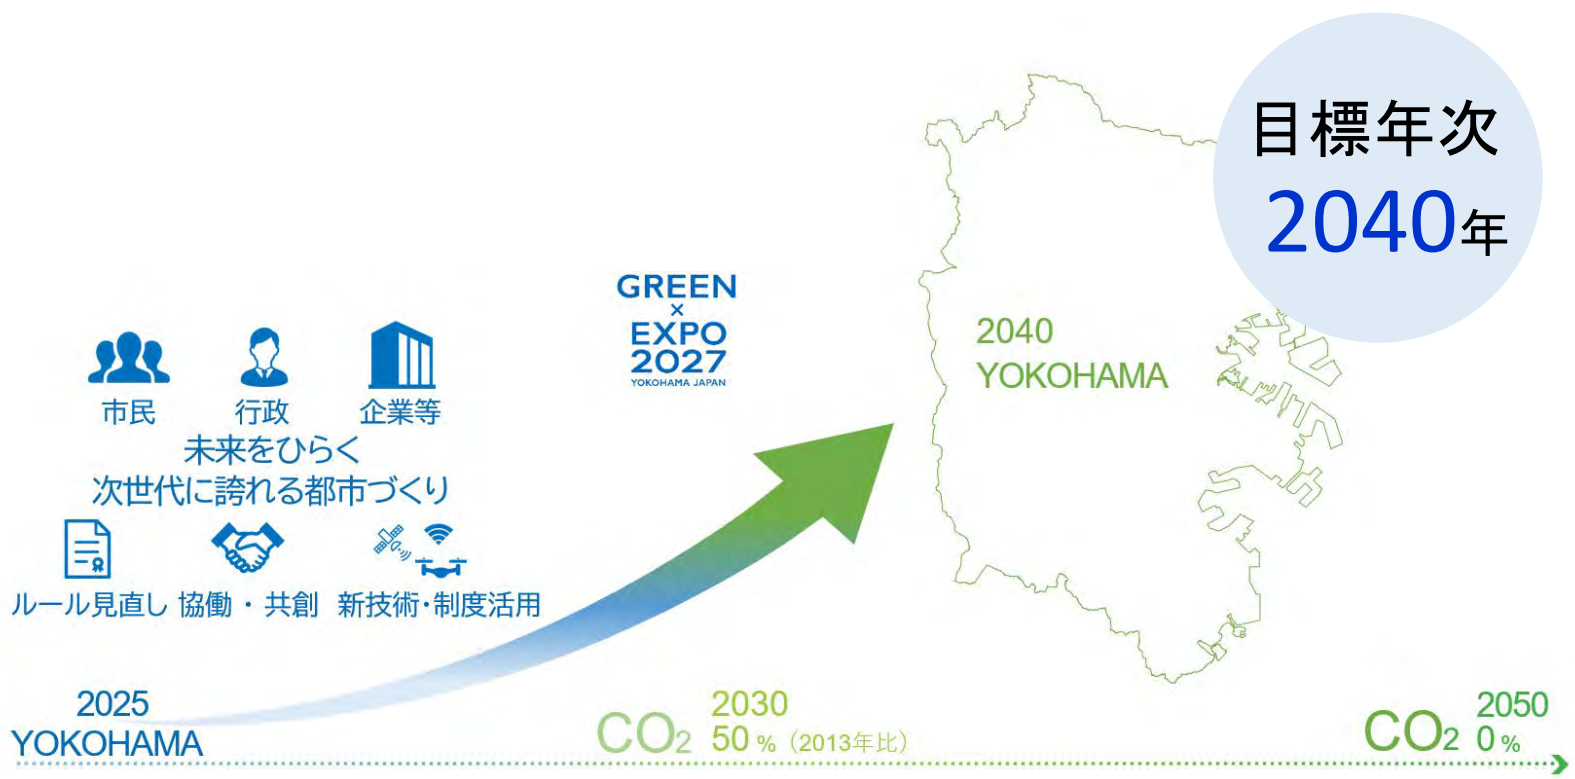 目標年次
2040年
GREEN
×
EXPO
2027
YOKOHAMA JAPAN
2040
YOKOHAMA
市民 行政 企業等
未来をひらく
次世代に誇れる都市づくり
ルール見直し 協働・共創 新技術・制度活用
2025
YOKOHAMA
CO2 2030
50%（2013年比）
CO2 2050
0%